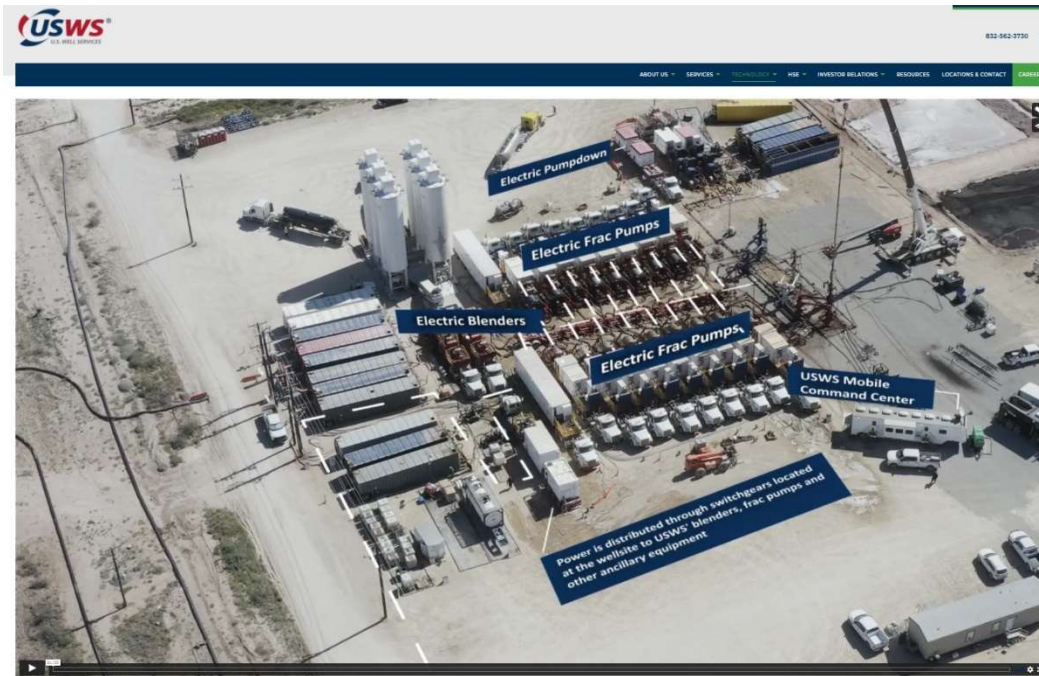 USWS®
U.S. WELL SERVICES
832-562-3730
ABOUT US
SERVICES
TECHNOLOGY
HSE
INVESTOR RELATIONS
RESOURCES
LOCATIONS & CONTACT
CAREER
Electric Pumpdown
Electric Frac Pumps
Electric Blenders
Electric Frac Pumps
USWS Mobile
Command Center
Power is distributed through switchgears located
at the wellsite to USWS' blenders, frac pumps and
other ancillary equipment